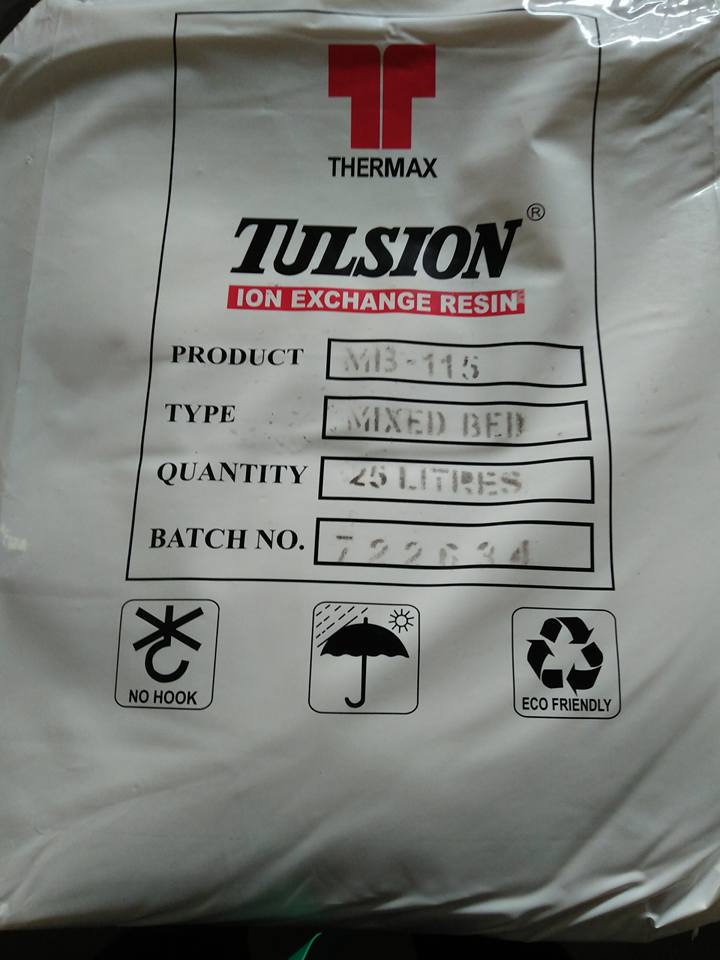 THERMAX
TULSION ®
ION EXCHANGE RESIN
PRODUCT MB-115
TYPE MIXED BED
QUANTITY 25 LITRES
BATCH NO.
NO HOOK
ECO FRIENDLY